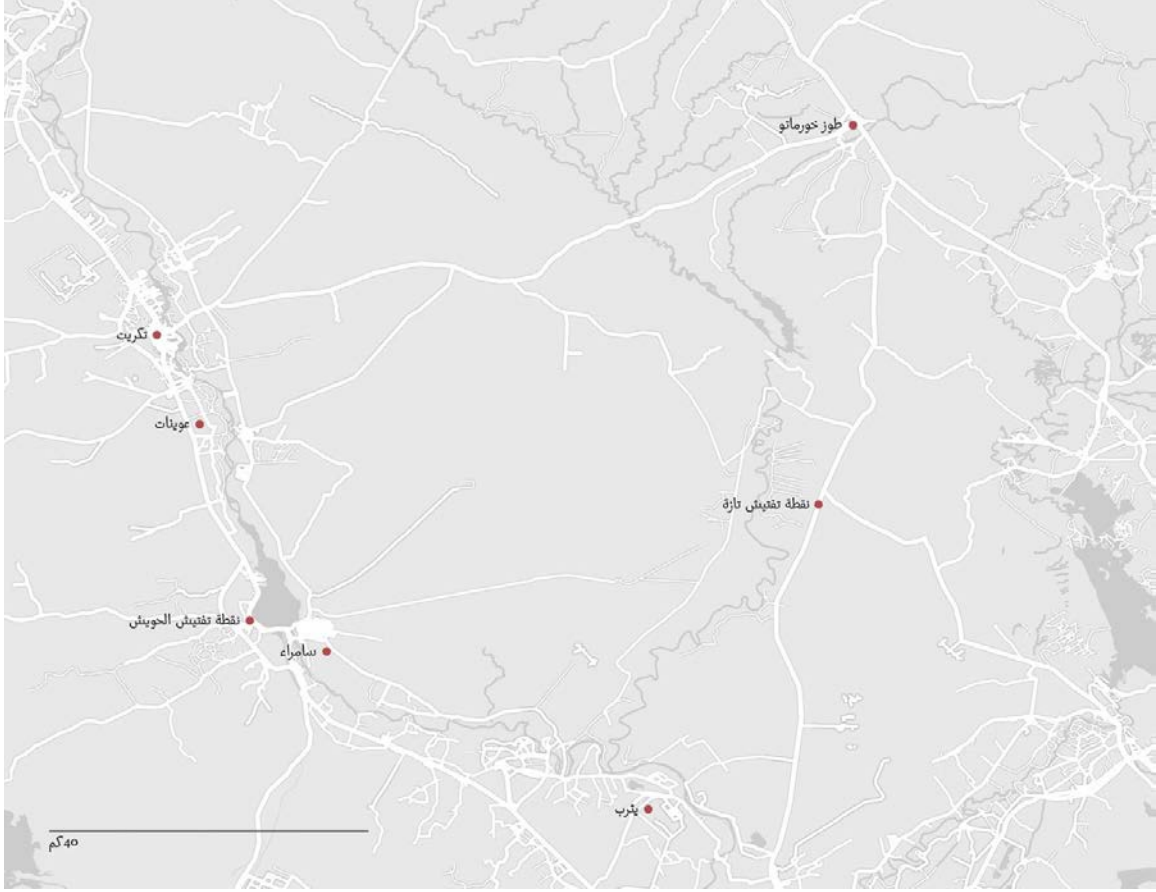 طوز خورماتو
تكريت
عوينات
نقطة تفتيش تازة
نقطة تفتيش الحويش
سامراء
يثرب
40كم